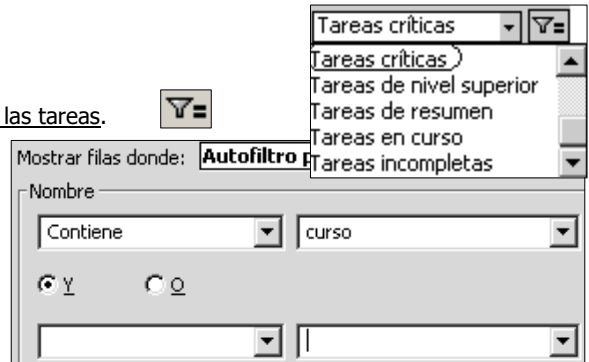 Tareas críticas
Tareas críticas
Tareas de nivel superior
Tareas de resumen
Tareas en curso
Tareas incompletas
las tareas.
Mostrar filas donde: Autofiltro p
Nombre
Contiene curso
Y O